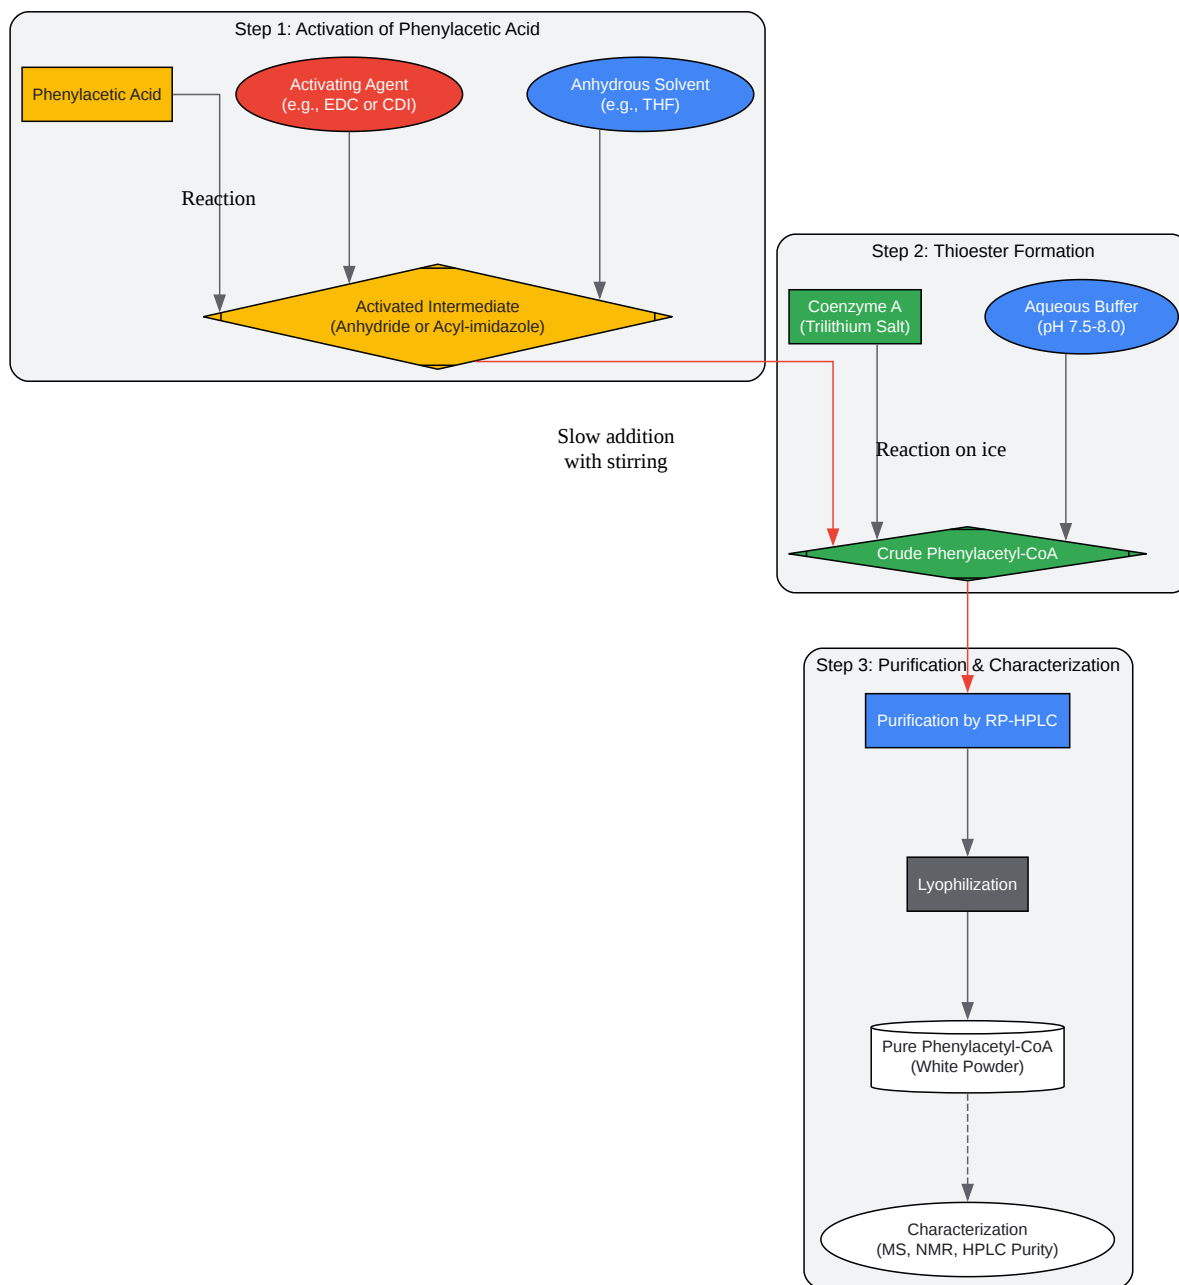 Step 1: Activation of Phenylacetic Acid
Phenylacetic Acid
Activating Agent
(e.g., EDC or CDI)
Anhydrous Solvent
(e.g., THF)
Reaction
Activated Intermediate
(Anhydride or Acyl-imidazole)
Step 2: Thioester Formation
Coenzyme A
(Trilithium Salt)
Aqueous Buffer
(pH 7.5-8.0)
Slow addition
with stirring
Reaction on ice
Crude Phenylacetyl-CoA
Step 3: Purification & Characterization
Purification by RP-HPLC
Lyophilization
Pure Phenylacetyl-CoA
(White Powder)
Characterization
(MS, NMR, HPLC Purity)